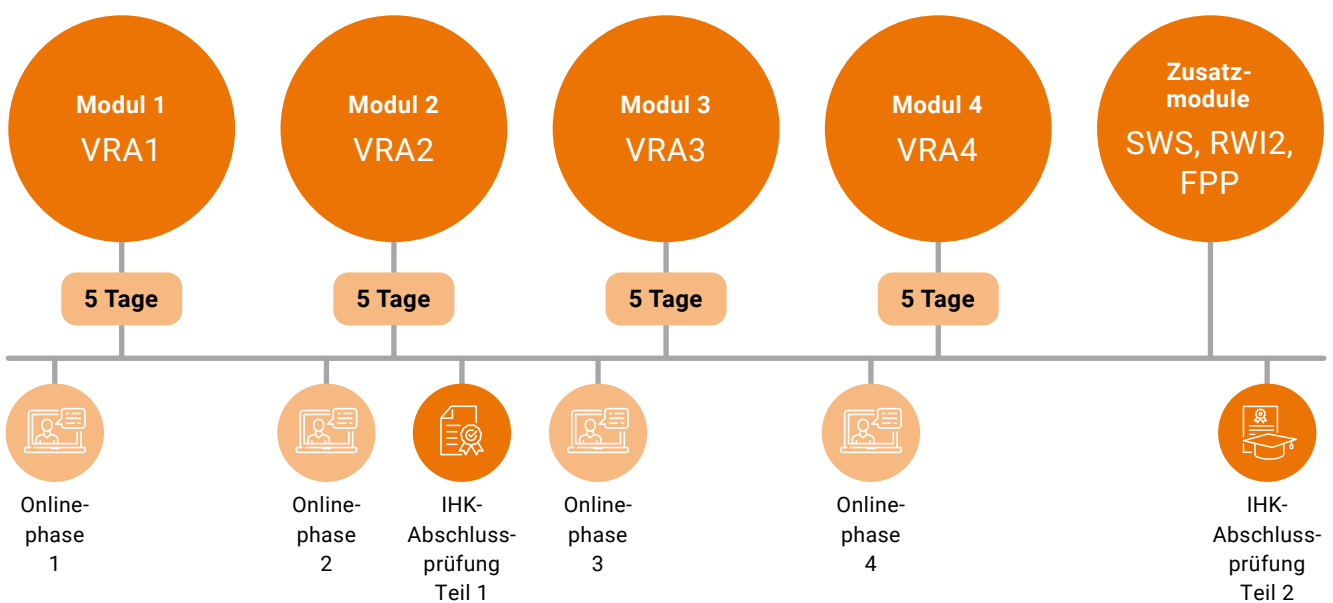 Modul 1
VRA1
Modul 2
VRA2
Modul 3
VRA3
Modul 4
VRA4
Zusatz-
module
SWS, RWI2,
FPP
5 Tage
5 Tage
5 Tage
5 Tage
Online-
phase
1
Online-
phase
2
IHK-
Abschluss-
prüfung
Teil 1
Online-
phase
3
Online-
phase
4
IHK-
Abschluss-
prüfung
Teil 2